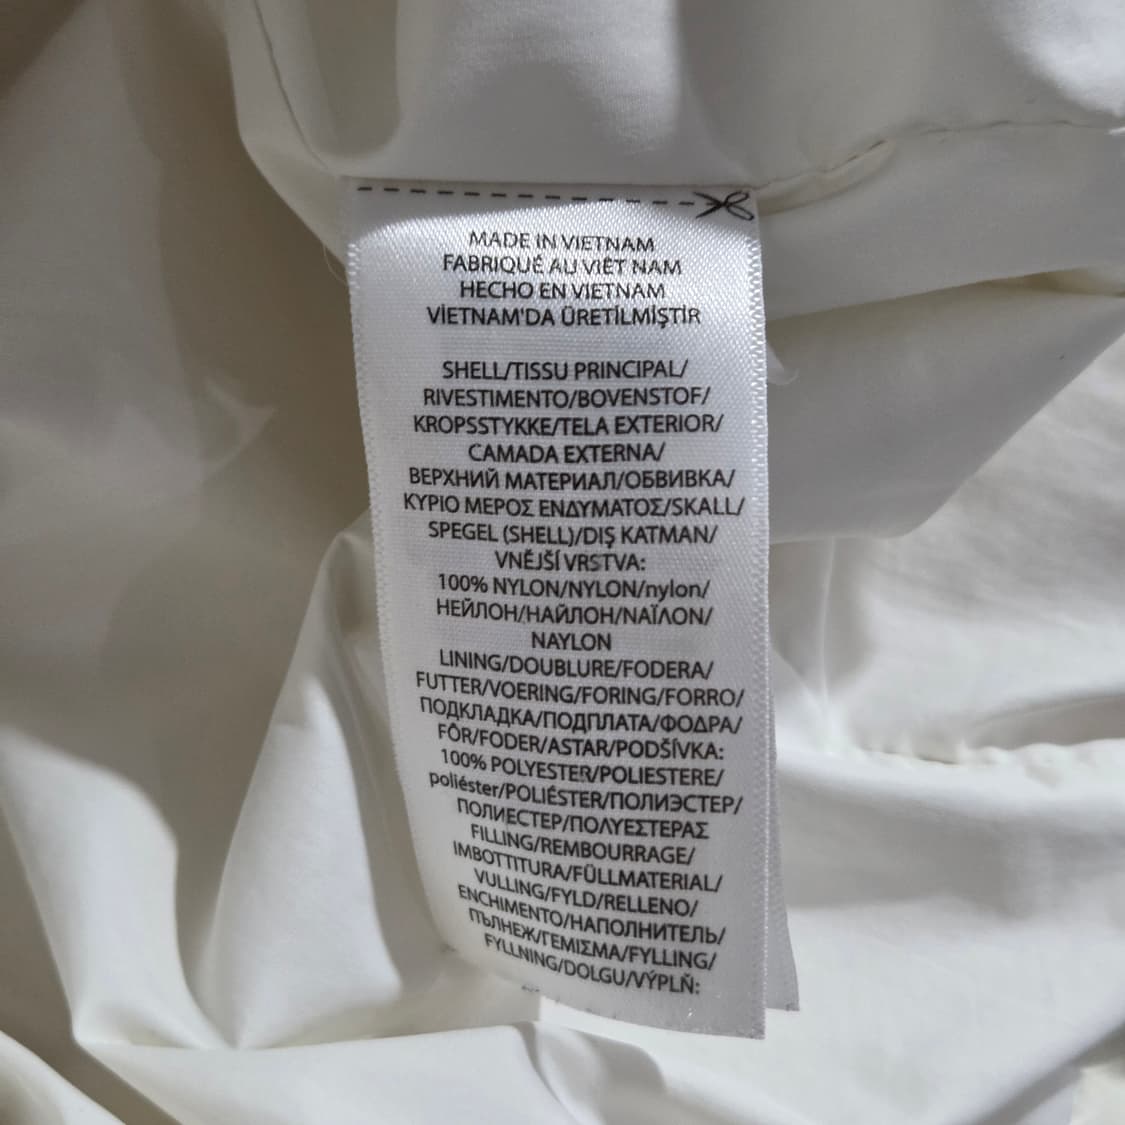 MADE IN VIETNAM
FABRIQUÉ AU VIÊT NAM
HECHO EN VIETNAM
VİETNAM'DA ÜRETİLMİŞTİR
SHELL/TISSU PRINCIPAL/
RIVESTIMENTO/BOVENSTOF/
KROPSSTYKKE/TELA EXTERIOR/
CAMADA EXTERNA/
ВЕРХНИЙ МАТЕРИАЛ/ОБВИВКА/
ΚΥΡΙΟ ΜΕΡΟΣ ΕΝΔΥΜΑΤΟΣ/SKALL/
SPEGEL (SHELL)/DIŞ KATMAN/
VNĚJŠÍ VRSTVA:
100% NYLON/NYLON/nylon/
НЕЙЛОН/НАЙЛОН/ΝΑΪΛΟΝ/
NAYLON
LINING/DOUBLURE/FODERA/
FUTTER/VOERING/FORING/FORRO/
ПОДКЛАДКА/ПОДПЛАТА/ΦΟΔΡΑ/
FÔR/FODER/ASTAR/PODŠÍVKA:
100% POLYESTER/POLIESTERE/
poliéster/POLIÉSTER/ПОЛИЭСТЕР/
ПОЛИЕСТЕР/ΠΟΛΥΕΣΤΕΡΑΣ
FILLING/REMBOURRAGE/
IMBOTTITURA/FÜLLMATERIAL/
VULLING/FYLD/RELLENO/
ENCHIMENTO/НАПОЛНИТЕЛЬ/
ПЪЛНЕЖ/ΓΕΜΙΣΜΑ/FYLLING/
FYLLNING/DOLGU/VÝPLŇ: